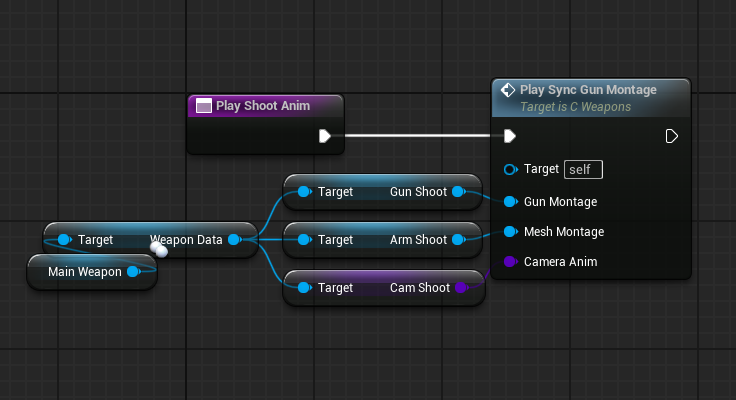 Play Shoot Anim
Play Sync Gun Montage
Target is C Weapons
Target self
Target Gun Shoot
Gun Montage
Target Weapon Data
Target Arm Shoot
Mesh Montage
Main Weapon
Target Cam Shoot
Camera Anim